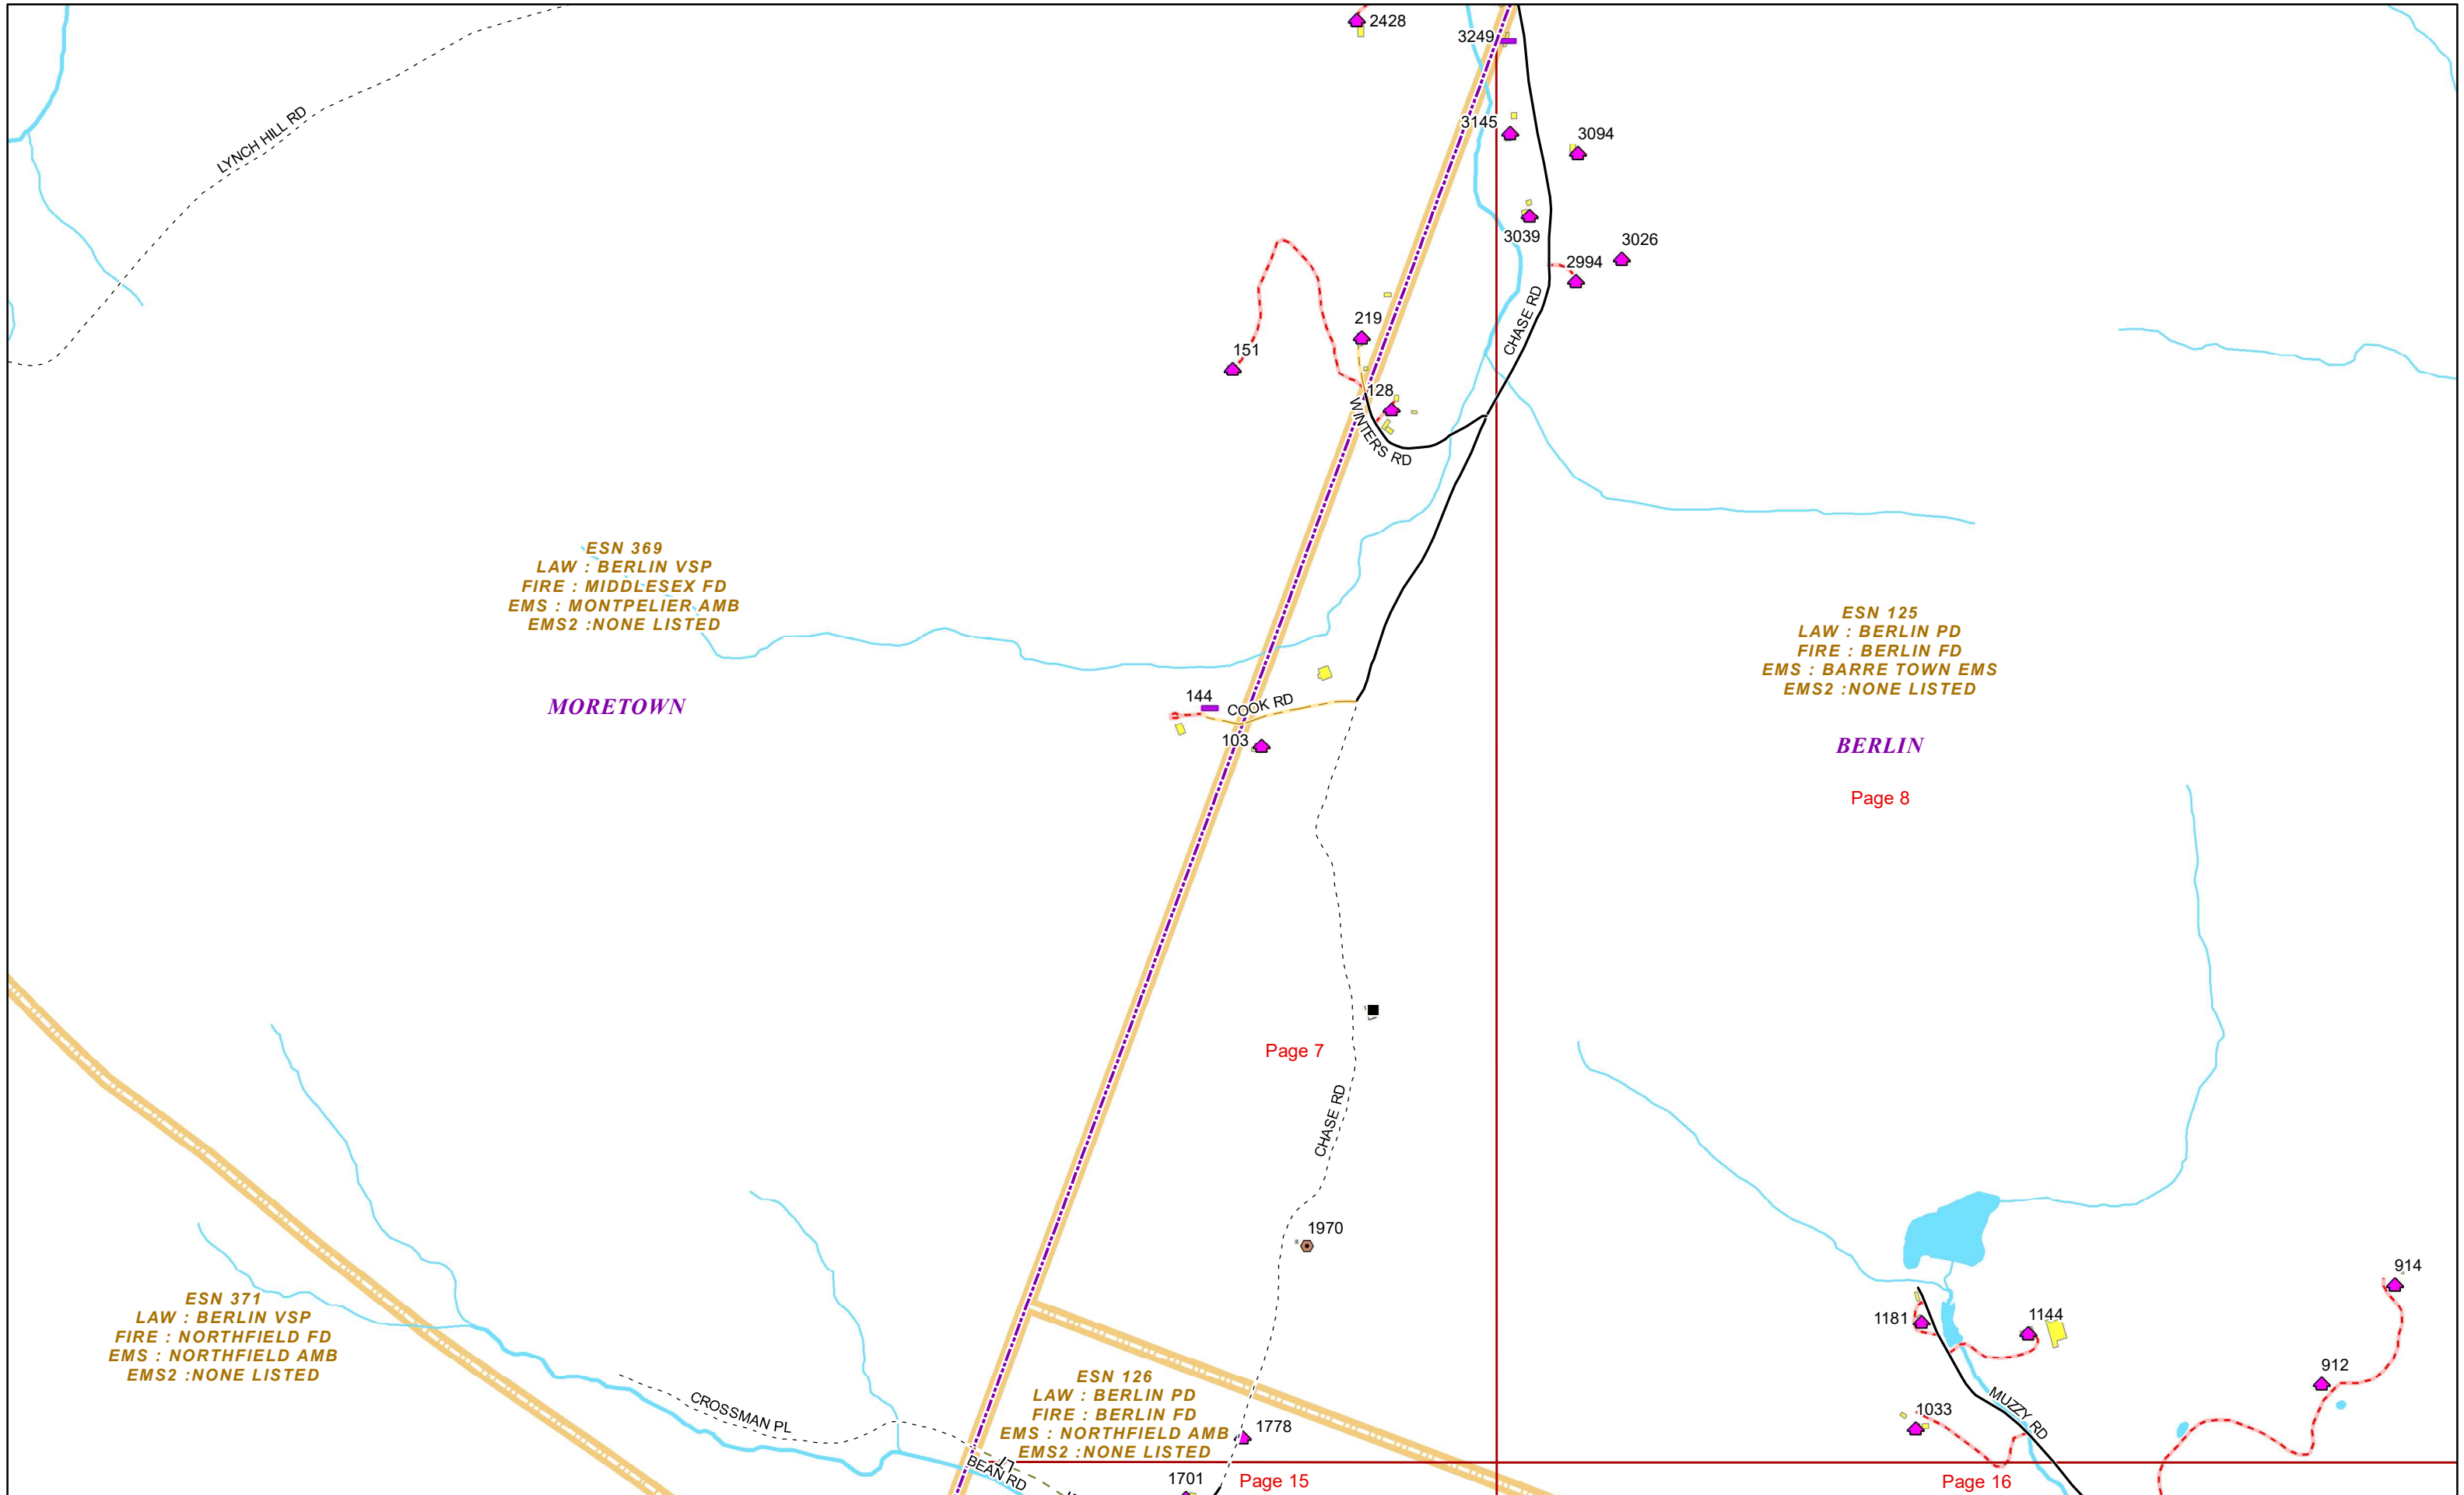 2428
3249
LYNCH HILL RD
3145
3094
3039
3026
2994
CHASE RD
219
151
128
WINTERS RD
ESN 369
LAW : BERLIN VSP
FIRE : MIDDLESEX FD
EMS : MONTPELIER AMB
EMS2 :NONE LISTED
ESN 125
LAW : BERLIN PD
FIRE : BERLIN FD
EMS : BARRE TOWN EMS
EMS2 :NONE LISTED
MORETOWN
144
COOK RD
103
BERLIN
Page 8
Page 7
CHASE RD
1970
914
ESN 371
LAW : BERLIN VSP
FIRE : NORTHFIELD FD
EMS : NORTHFIELD AMB
EMS2 :NONE LISTED
1181
1144
912
ESN 126
LAW : BERLIN PD
FIRE : BERLIN FD
EMS : NORTHFIELD AMB
EMS2 :NONE LISTED
CROSSMAN PL
MUZZY RD
1033
1778
BEAN RD
1701
Page 15
Page 16